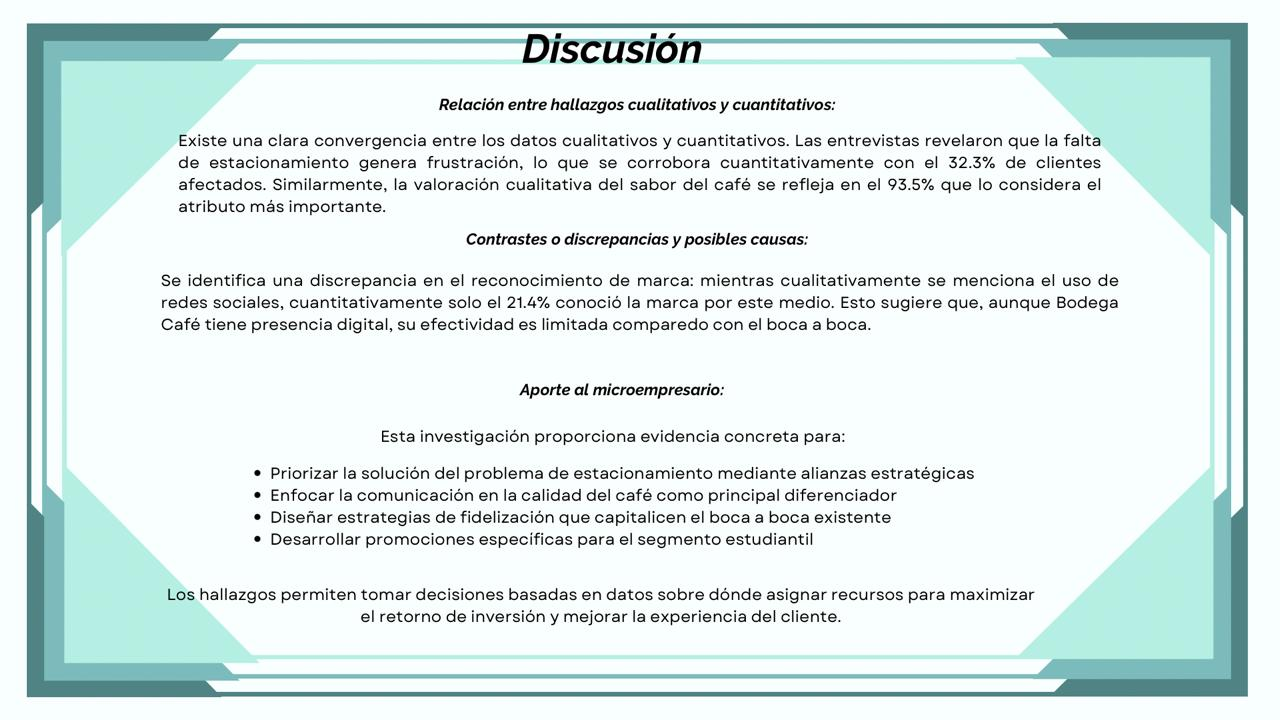 Discusión
Relación entre hallazgos cualitativos y cuantitativos:
Existe una clara convergencia entre los datos cualitativos y cuantitativos. Las entrevistas revelaron que la falta
de estacionamiento genera frustración, lo que se corrobora cuantitativamente con el 32.3% de clientes
afectados. Similarmente, la valoración cualitativa del sabor del café se refleja en el 93.5% que lo considera el
atributo más importante.
Contrastes o discrepancias y posibles causas:
Se identifica una discrepancia en el reconocimiento de marca: mientras cualitativamente se menciona el uso de
redes sociales, cuantitativamente solo el 21.4% conoció la marca por este medio. Esto sugiere que, aunque Bodega
Café tiene presencia digital, su efectividad es limitada comparedo con el boca a boca.
Aporte al microempresario:
Esta investigación proporciona evidencia concreta para:
• Priorizar la solución del problema de estacionamiento mediante alianzas estratégicas
• Enfocar la comunicación en la calidad del café como principal diferenciador
• Diseñar estrategias de fidelización que capitalicen el boca a boca existente
• Desarrollar promociones específicas para el segmento estudiantil
Los hallazgos permiten tomar decisiones basadas en datos sobre dónde asignar recursos para maximizar
el retorno de inversión y mejorar la experiencia del cliente.